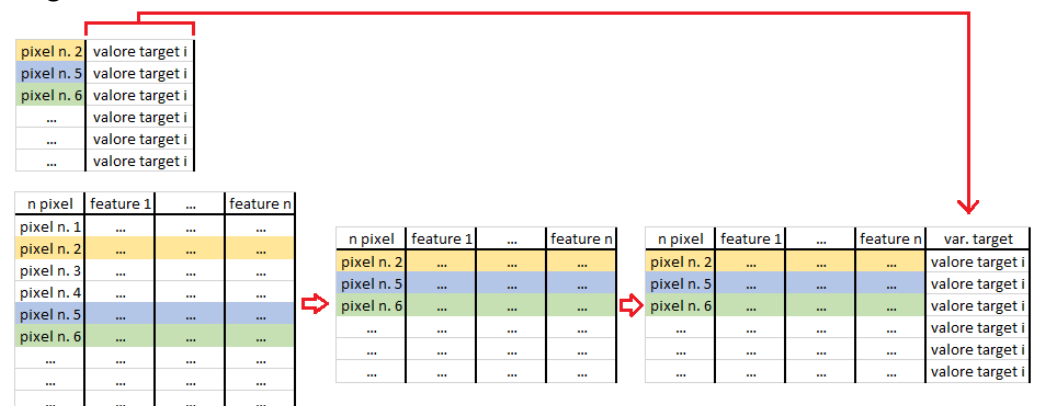 pixel n. 2 valore target i
pixel n. 5 valore target i
pixel n. 6 valore target i
... valore target i
... valore target i
... valore target i
n pixel feature 1 ... feature n
pixel n. 1 ... ... ...
pixel n. 2 ... ... ...
pixel n. 3 ... ... ...
pixel n. 4 ... ... ...
pixel n. 5 ... ... ...
pixel n. 6 ... ... ...
... ... ... ...
... ... ... ...
... ... ... ...
n pixel feature 1 ... feature n
pixel n. 2 ... ... ...
pixel n. 5 ... ... ...
pixel n. 6 ... ... ...
... ... ... ...
... ... ... ...
... ... ... ...
n pixel feature 1 ... feature n var. target
pixel n. 2 ... ... ... valore target i
pixel n. 5 ... ... ... valore target i
pixel n. 6 ... ... ... valore target i
... ... ... ... valore target i
... ... ... ... valore target i
... ... ... ... valore target i